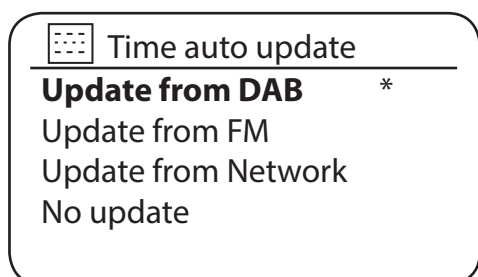 Time auto update
Update from DAB *
Update from FM
Update from Network
No update